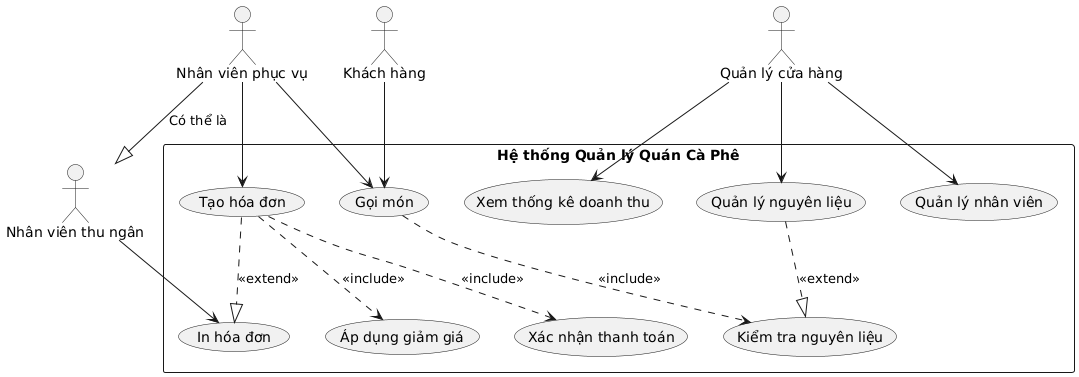 Nhân viên phục vụ
Khách hàng
Quản lý cửa hàng
Có thể là
Hệ thống Quản lý Quán Cà Phê
Tạo hóa đơn
Gọi món
Xem thống kê doanh thu
Quản lý nguyên liệu
Quản lý nhân viên
Nhân viên thu ngân
«extend»
«include»
«include»
«include»
«extend»
In hóa đơn
Áp dụng giảm giá
Xác nhận thanh toán
Kiểm tra nguyên liệu